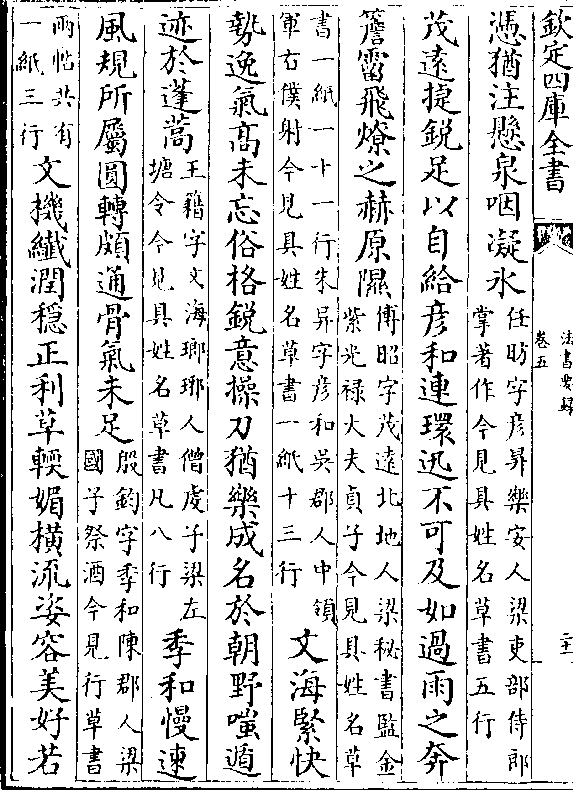 欽定四庫全書
法書要錄
卷五
二十一
憑猶注懸泉咽凝氷
任昉字彦昇樂安人梁吏部侍郎
掌著作今見具姓名草書五行
茂遠捷鋭足以自給彦和連環迅不可及如過雨之奔
簷雷飛燎之赫原隰
傅昭字茂遠北地人梁秘書監金
紫光禄大夫貞子今見具姓名草
書一紙一十一行朱异字彦和吳郡人中領
軍右僕射今見具姓名草書一紙十三行
文海緊快
勢逸氣髙未忘俗格鋭意操刀猶樂成名於朝野嗤遁
迹於蓬蒿
王籍字文海瑯琊人僧虔子梁左
塘令今見具姓名草書凡八行
季和慢速
風規所屬圓轉頗通骨氣未足
殷鈞字季和陳郡人梁
國子祭酒今見行草書
兩帖共有
一紙三行
文機纎潤穏正利草輭媚橫流姿容美好若